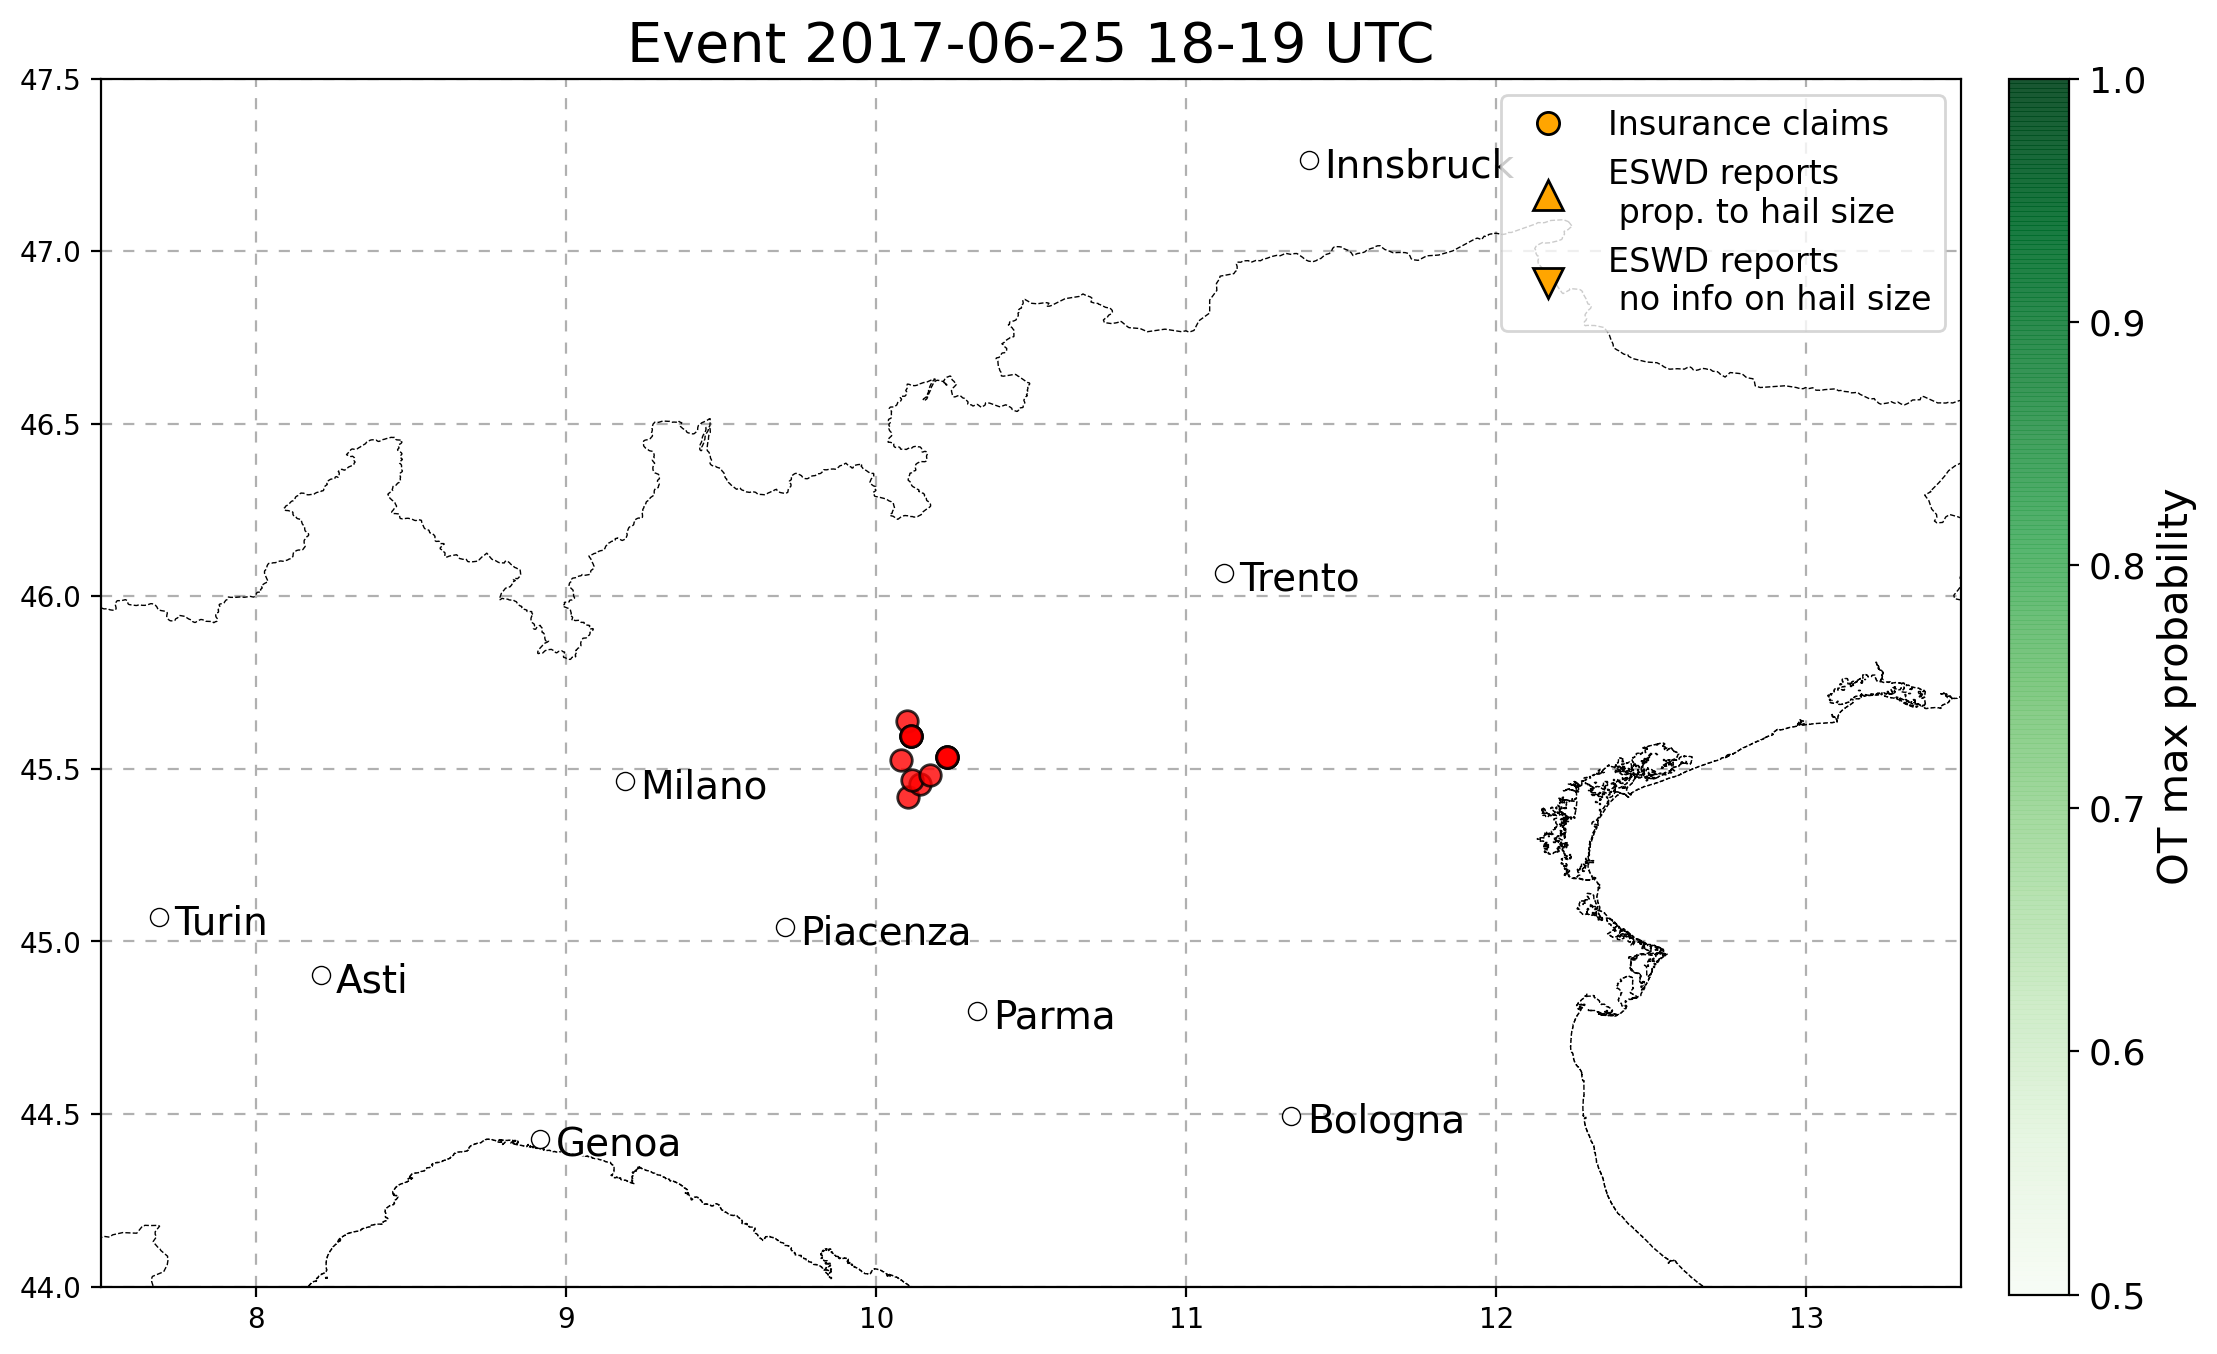 Event 2017-06-25 18-19 UTC
47.5
47.0
46.5
46.0
45.5
45.0
44.5
44.0
8
9
10
11
12
13
Insurance claims
ESWD reports
prop. to hail size
ESWD reports
no info on hail size
Innsbruck
Trento
Milano
Turin
Piacenza
Asti
Parma
Bologna
Genoa
1.0
0.9
0.8
0.7
0.6
0.5
OT max probability